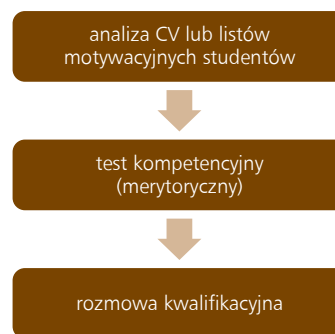 analiza CV lub listów
motywacyjnych studentów
test kompetencyjny
(merytoryczny)
rozmowa kwalifikacyjna